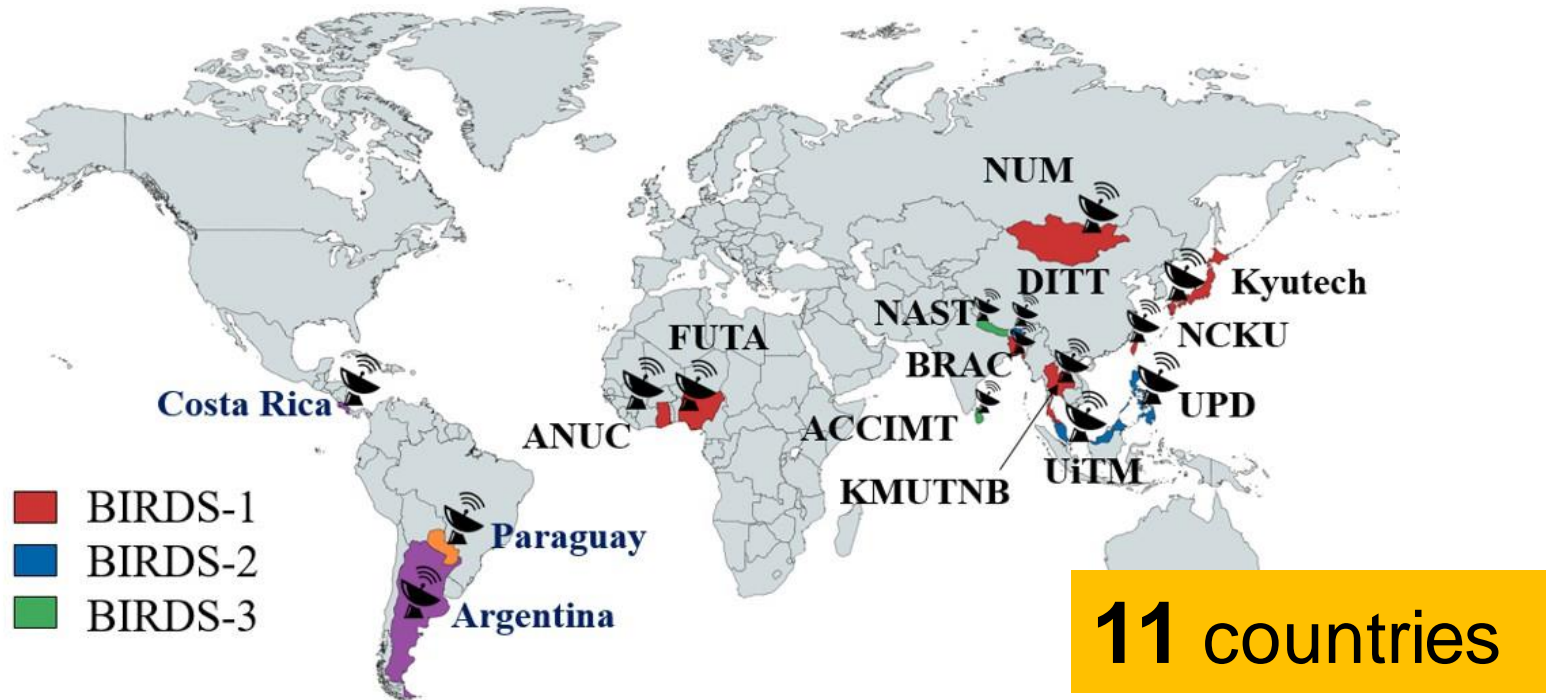 NUM
DITT
Kyutech
NAST
FUTA
NCKU
BRAC
Costa Rica
UPD
ANUC
ACCIMT
UiTM
KMUTNB
BIRDS-1
Paraguay
BIRDS-2
BIRDS-3
Argentina
11 countries